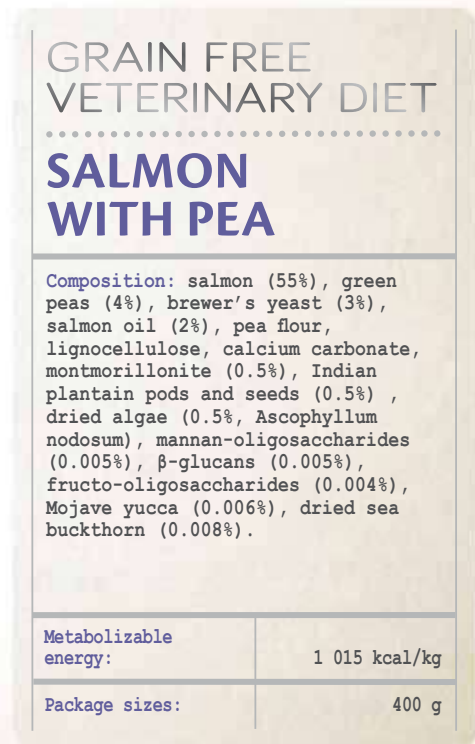 GRAIN FREE
VETERINARY DIET
SALMON
WITH PEA
Composition: salmon (55%), green
peas (4%), brewer's yeast (3%),
salmon oil (2%), pea flour,
lignocellulose, calcium carbonate,
montmorillonite (0.5%), Indian
plantain pods and seeds (0.5%) ,
dried algae (0.5%, Ascophyllum
nodosum), mannan-oligosaccharides
(0.005%), β-glucans (0.005%),
fructo-oligosaccharides (0.004%),
Mojave yucca (0.006%), dried sea
buckthorn (0.008%).
Metabolizable
energy: 1 015 kcal/kg
Package sizes: 400 g